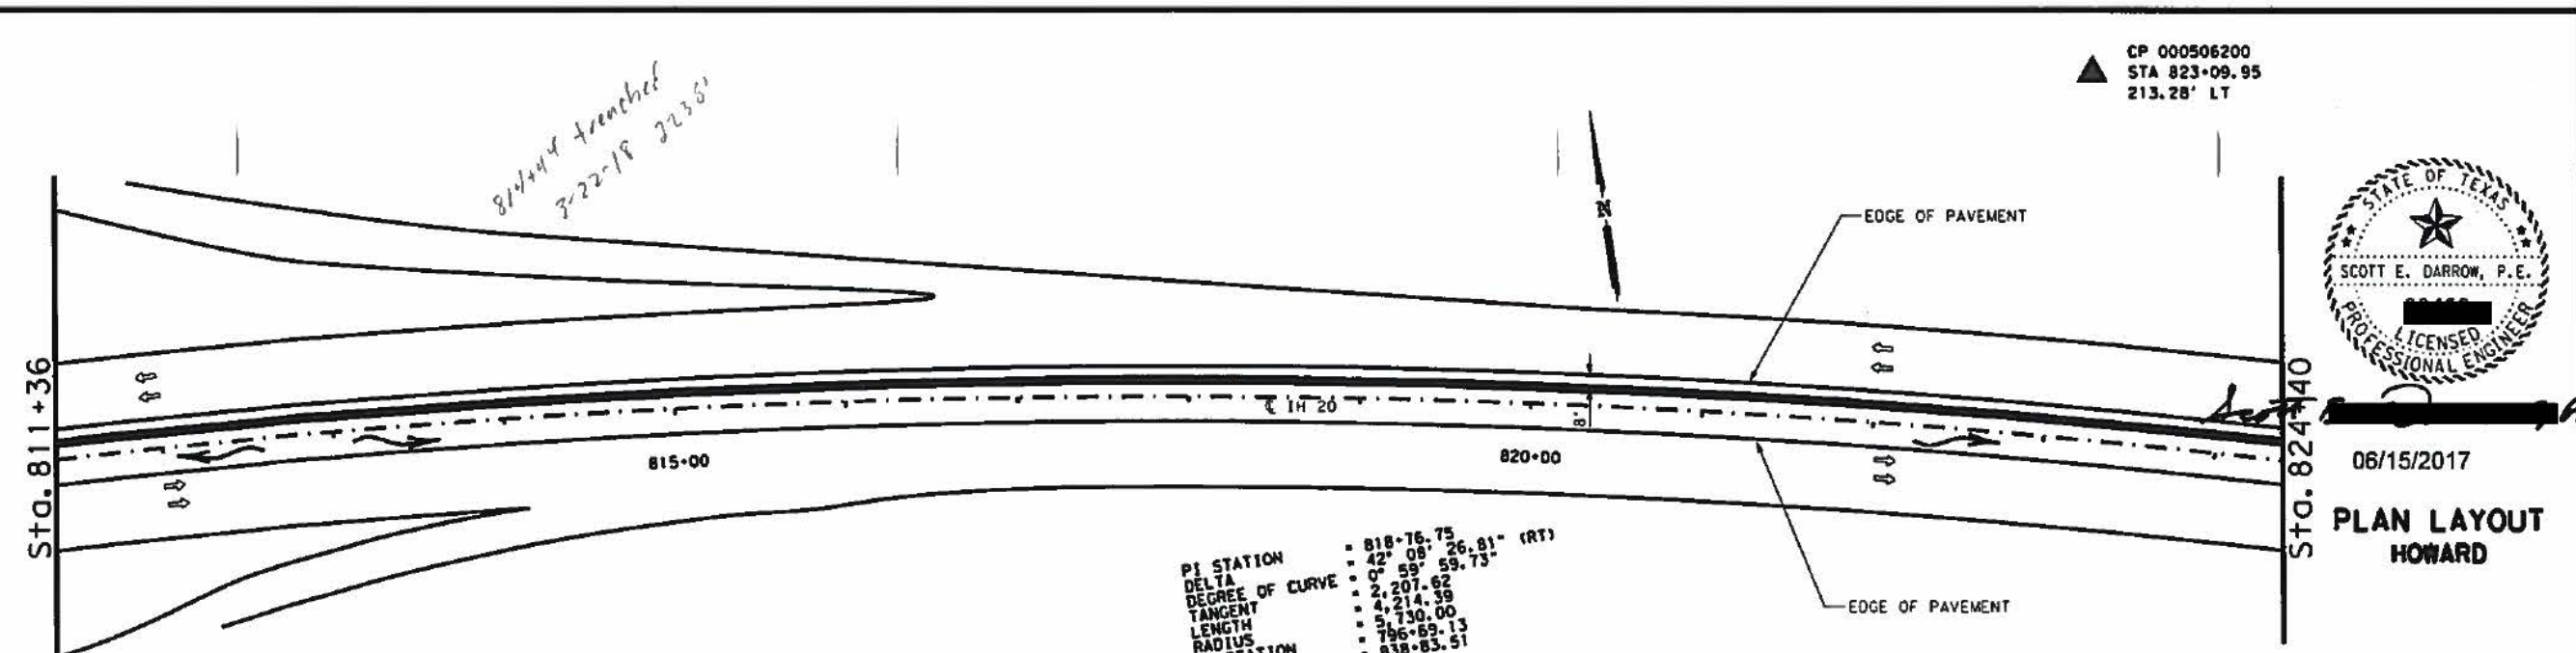 CP 000506200
STA 823+09.95
213.28' LT
814+44 trenched
3-22-18 2235'
N
EDGE OF PAVEMENT
STATE OF TEXAS
SCOTT E. DARROW, P.E.
LICENSED
PROFESSIONAL ENGINEER
Sta. 811+36
℄ IH 20
8'
815+00
820+00
Sta. 824+40
06/15/2017
PLAN LAYOUT
HOWARD
PI STATION = 818+76.75
DELTA = 42° 08' 26.81" (RT)
DEGREE OF CURVE = 0° 59' 59.73"
TANGENT = 2,207.62
LENGTH = 4,214.39
RADIUS = 5,730.00
796+69.13
838+83.51
EDGE OF PAVEMENT